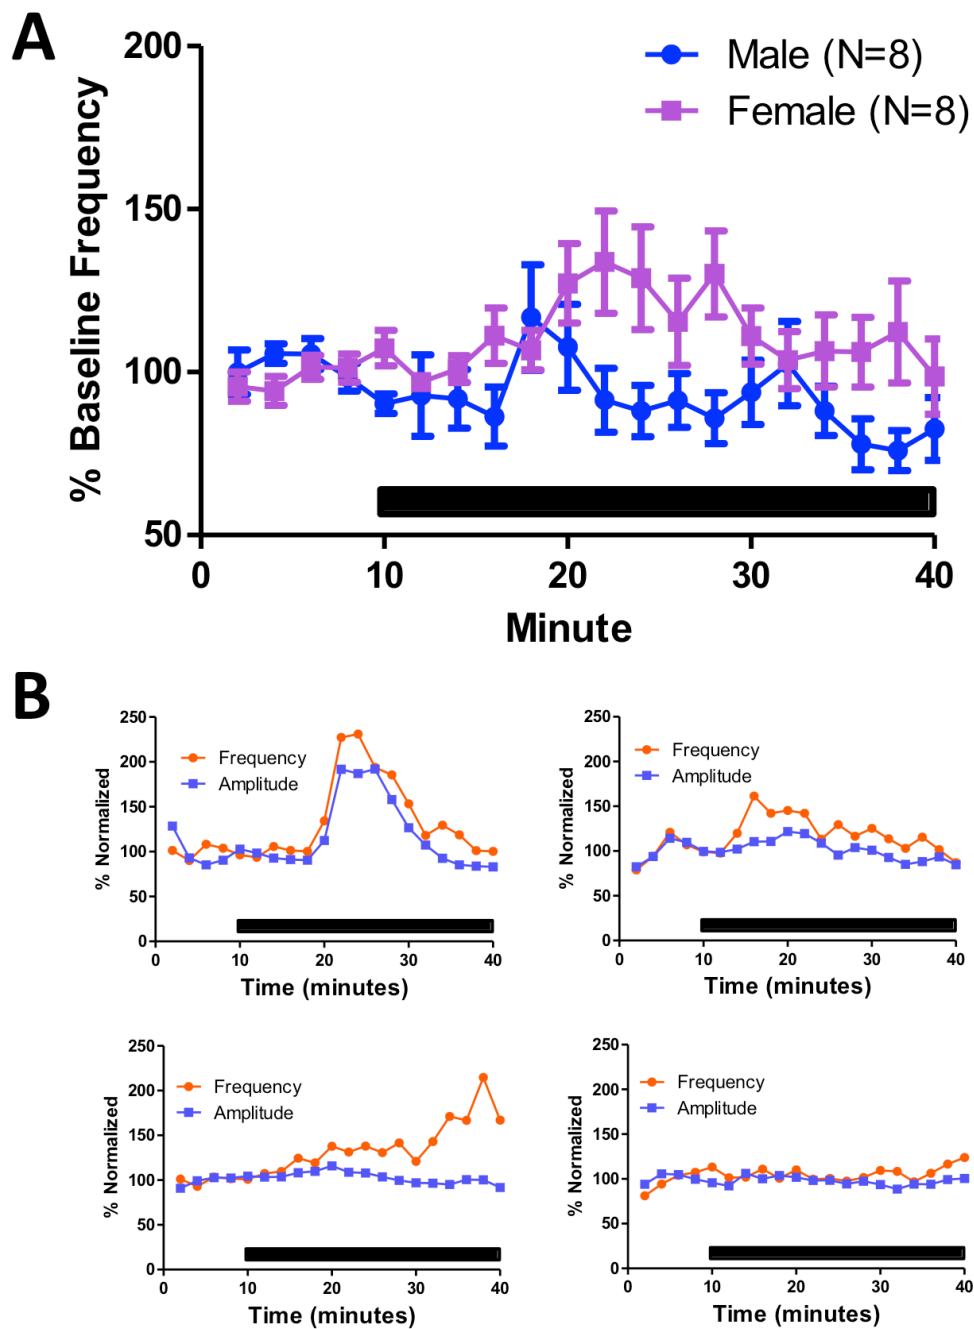 A
200
150
100
50
% Baseline Frequency
Male (N=8)
Female (N=8)
0 10 20 30 40
Minute
B
250
200
150
100
50
0
% Normalized
Frequency
Amplitude
0 10 20 30 40
Time (minutes)
250
200
150
100
50
0
% Normalized
Frequency
Amplitude
0 10 20 30 40
Time (minutes)
250
200
150
100
50
0
% Normalized
Frequency
Amplitude
0 10 20 30 40
Time (minutes)
250
200
150
100
50
0
% Normalized
Frequency
Amplitude
0 10 20 30 40
Time (minutes)